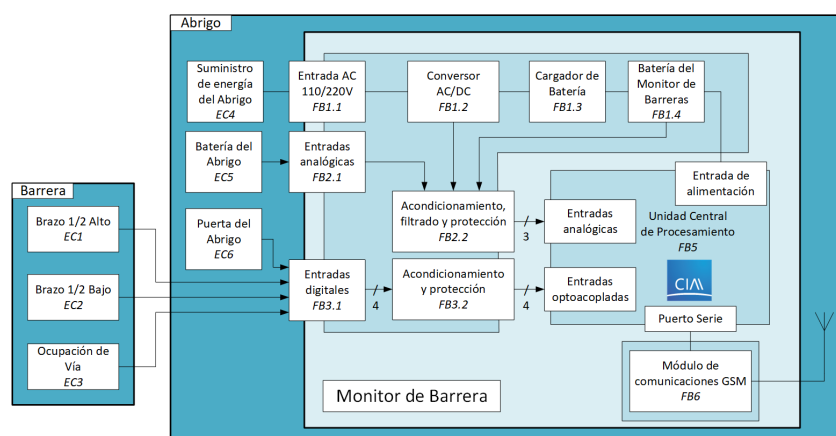 Abrigo
Suministro
de energía
del Abrigo
EC4
Entrada AC
110/220V
FB1.1
Conversor
AC/DC
FB1.2
Cargador de
Batería
FB1.3
Batería del
Monitor de
Barreras
FB1.4
Batería del
Abrigo
EC5
Entradas
analógicas
FB2.1
Entrada de
alimentación
Barrera
Brazo 1/2 Alto
EC1
Puerta del
Abrigo
EC6
Acondicionamiento,
filtrado y protección
FB2.2
3
Entradas
analógicas
Unidad Central
de Procesamiento
FB5
Brazo 1/2 Bajo
EC2
Entradas
digitales
FB3.1
4
Acondicionamiento
y protección
FB3.2
4
Entradas
optoacopladas
CIAA
Puerto Serie
Ocupación de
Vía
EC3
Monitor de Barrera
Módulo de
comunicaciones GSM
FB6